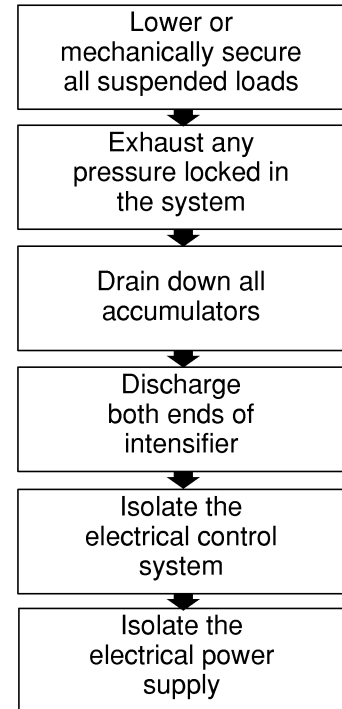 Lower or
mechanically secure
all suspended loads
Exhaust any
pressure locked in
the system
Drain down all
accumulators
Discharge
both ends of
intensifier
Isolate the
electrical control
system
Isolate the
electrical power
supply